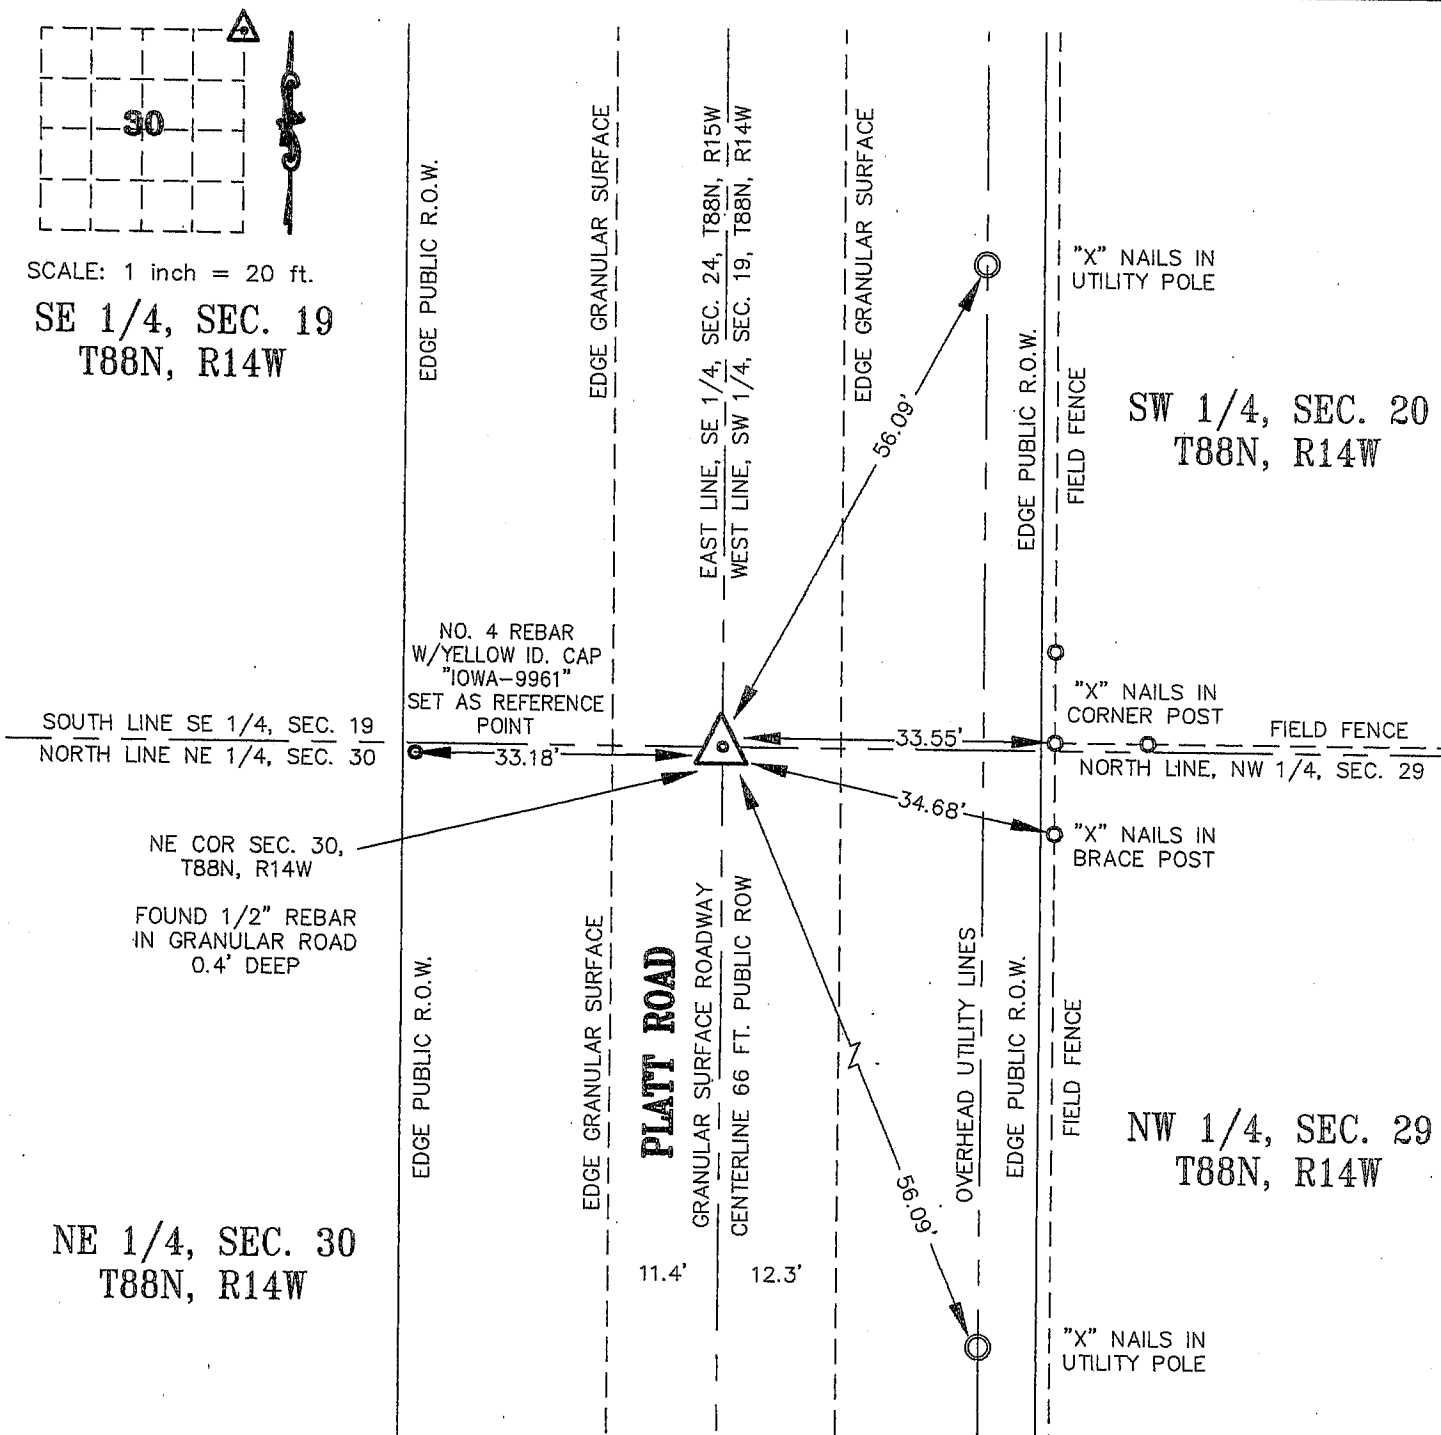 30
SCALE: 1 inch = 20 ft.
SE 1/4, SEC. 19
T88N, R14W
EDGE PUBLIC R.O.W.
EDGE GRANULAR SURFACE
EAST LINE, SE 1/4, SEC. 24, T88N, R15W
WEST LINE, SW 1/4, SEC. 19, T88N, R14W
EDGE GRANULAR SURFACE
56.09'
"X" NAILS IN
UTILITY POLE
EDGE PUBLIC R.O.W.
FIELD FENCE
SW 1/4, SEC. 20
T88N, R14W
NO. 4 REBAR
W/YELLOW ID. CAP
"IOWA-9961"
SET AS REFERENCE
POINT
SOUTH LINE SE 1/4, SEC. 19
NORTH LINE NE 1/4, SEC. 30
33.18'
33.55'
"X" NAILS IN
CORNER POST
FIELD FENCE
NORTH LINE, NW 1/4, SEC. 29
34.68'
"X" NAILS IN
BRACE POST
NE COR SEC. 30,
T88N, R14W
FOUND 1/2" REBAR
IN GRANULAR ROAD
0.4' DEEP
EDGE PUBLIC R.O.W.
EDGE GRANULAR SURFACE
PLATT ROAD
GRANULAR SURFACE ROADWAY
CENTERLINE 66 FT. PUBLIC ROW
56.09'
OVERHEAD UTILITY LINES
EDGE PUBLIC R.O.W.
FIELD FENCE
NW 1/4, SEC. 29
T88N, R14W
NE 1/4, SEC. 30
T88N, R14W
11.4'
12.3'
"X" NAILS IN
UTILITY POLE